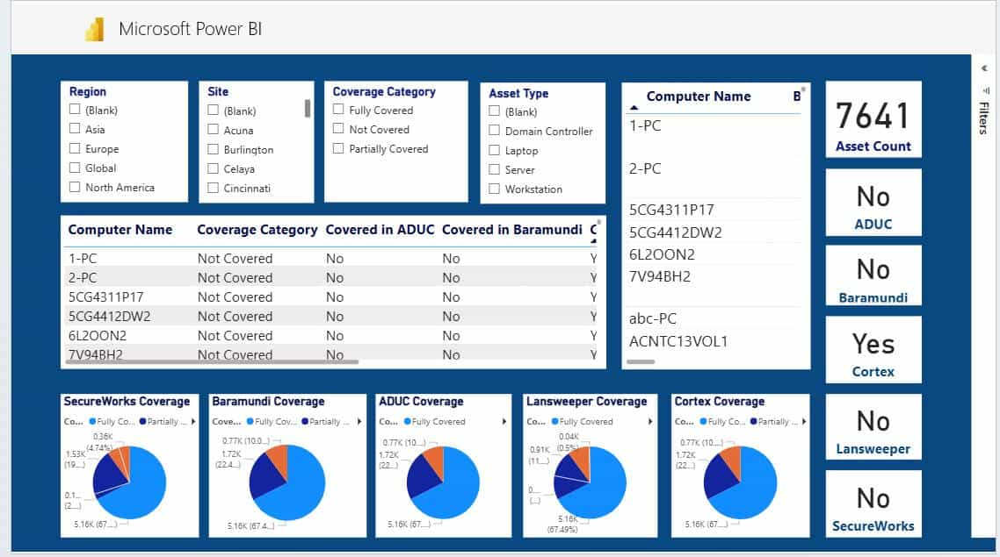 Microsoft Power BI
Region
(Blank)
Asia
Europe
Global
North America
Site
(Blank)
Acuna
Burlington
Celaya
Cincinnati
Coverage Category
Fully Covered
Not Covered
Partially Covered
Asset Type
(Blank)
Domain Controller
Laptop
Server
Workstation
Computer Name B
1-PC
2-PC
5CG4311P17
5CG4412DW2
6L2OON2
7V94BH2
abc-PC
ACNTC13VOL1
7641
Asset Count
No
ADUC
No
Baramundi
Yes
Cortex
No
Lansweeper
No
SecureWorks
Filters
Computer Name Coverage Category Covered in ADUC Covered in Baramundi C
1-PC Not Covered No No Y
2-PC Not Covered No No Y
5CG4311P17 Not Covered No No Y
5CG4412DW2 Not Covered No No Y
6L2OON2 Not Covered No No Y
7V94BH2 Not Covered No No Y
SecureWorks Coverage
Co... Fully Co... Partially ...
0.36K
(4.74%)
1.53K
(19...)
0.1...
(2...)
5.16K (67....)
Baramundi Coverage
Cove... Fully Cov... Partially ...
0.77K (10.0...)
1.72K
(22.4...)
5.16K (67.4...)
ADUC Coverage
Co... Fully Covered
0.77K (10....)
1.72K
(22...)
5.16K (67....)
Lansweeper Coverage
Co... Fully Covered
0.04K
(0.5%)
0.91K
(11...)
0....
(...)
5.16K
(67.49%)
Cortex Coverage
Co... Fully Co... Partially ...
0.77K (10....)
1.72K
(22...)
5.16K (67....)